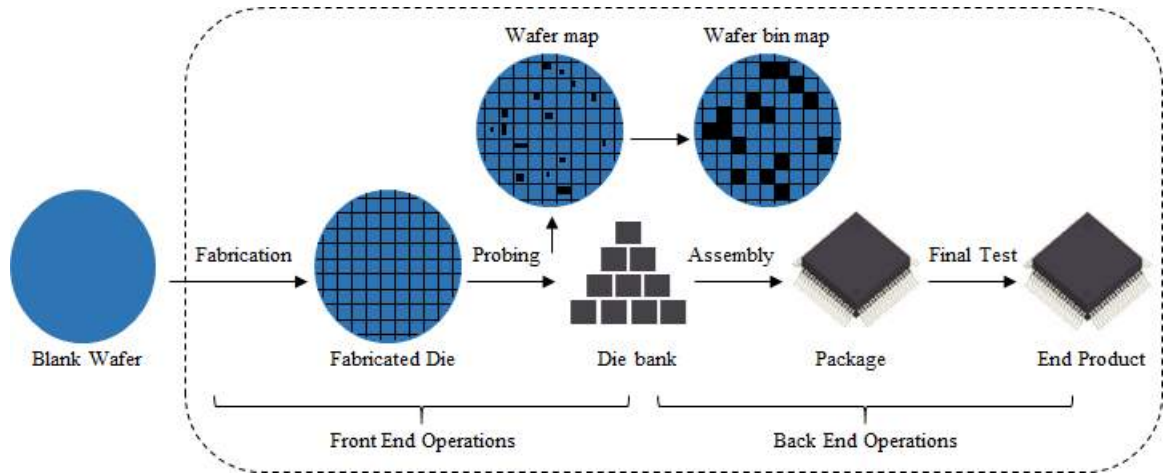 Wafer map
Wafer bin map
Fabrication
Probing
Assembly
Final Test
Blank Wafer
Fabricated Die
Die bank
Package
End Product
Front End Operations
Back End Operations